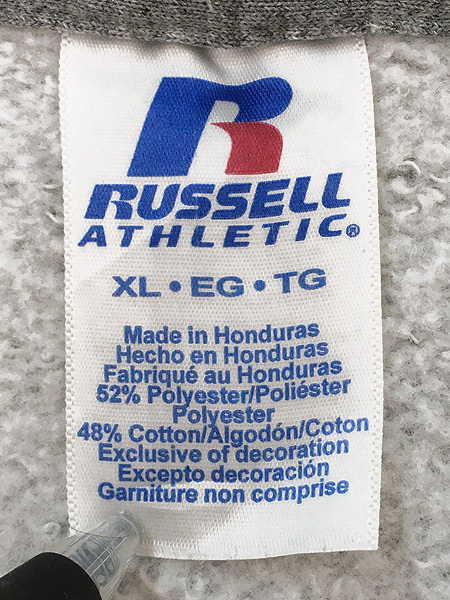 R
RUSSELL
ATHLETIC®
XL • EG • TG
Made in Honduras
Hecho en Honduras
Fabriqué au Honduras
52% Polyester/Poliéster
Polyester
48% Cotton/Algodón/Coton
Exclusive of decoration
Excepto decoración
Garniture non comprise